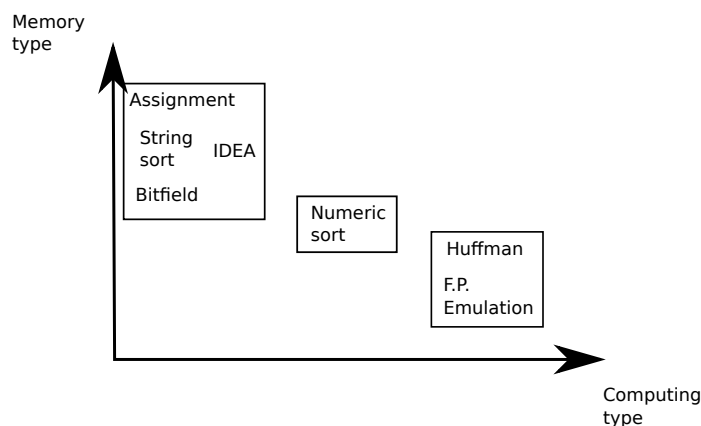 Memory
type
Assignment
String
sort
IDEA
Bitfield
Numeric
sort
Huffman
F.P.
Emulation
Computing
type